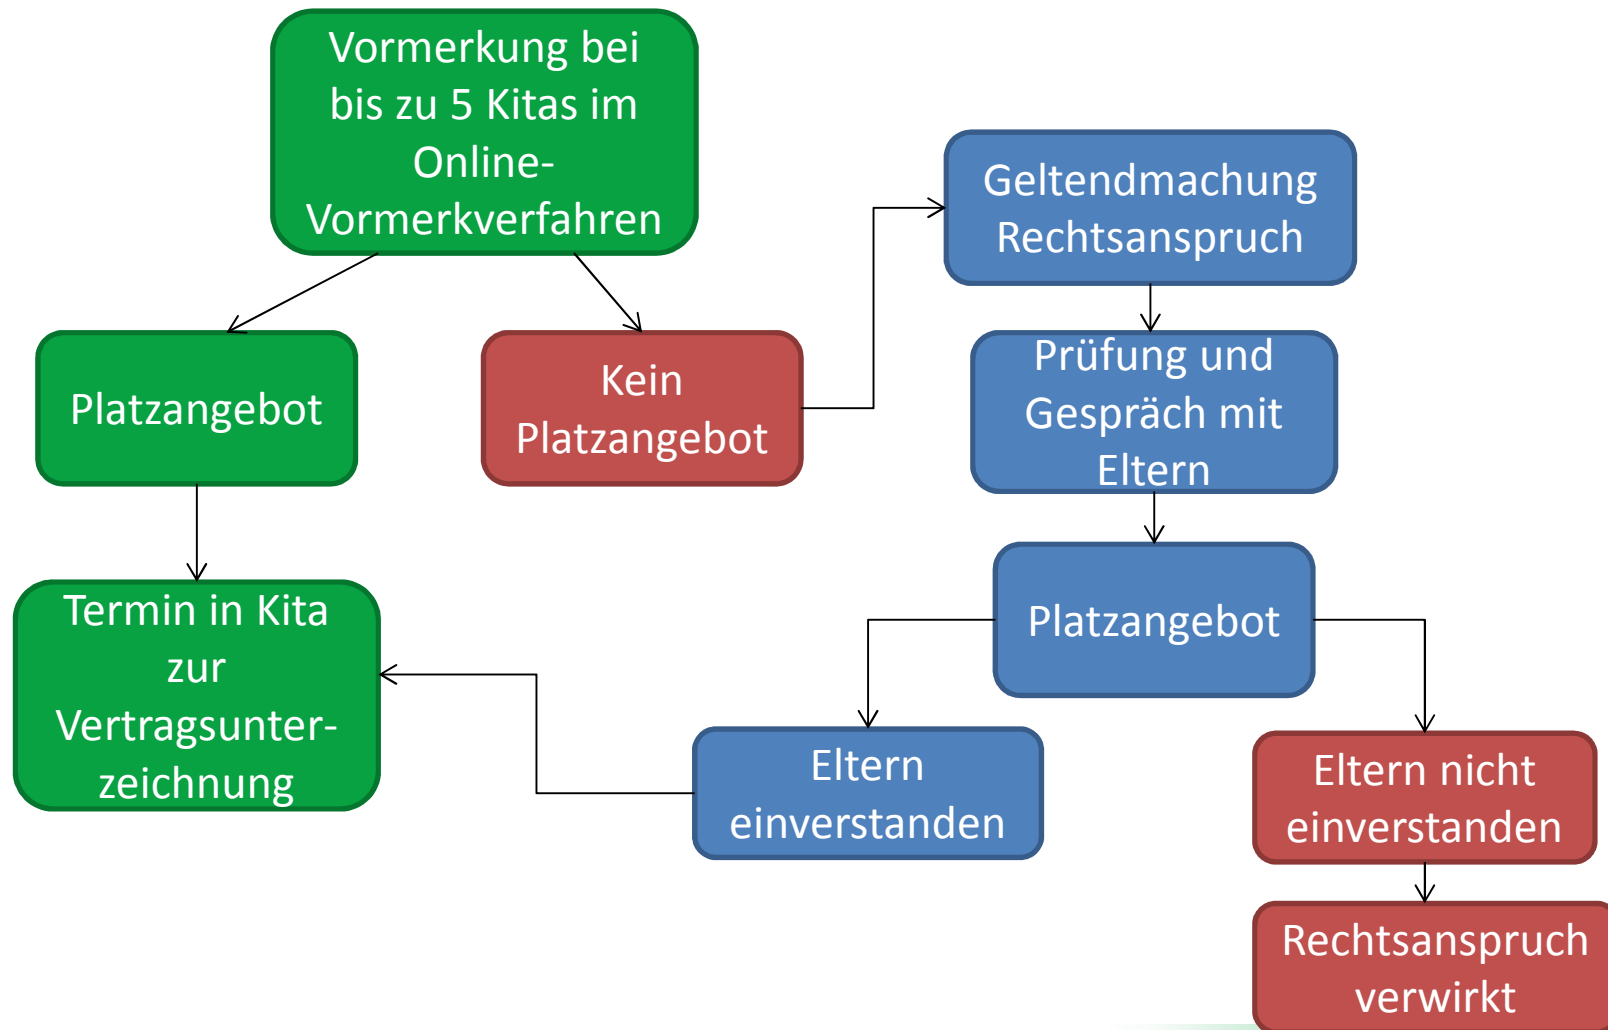 Vormerkung bei
bis zu 5 Kitas im
Online-
Vormerkverfahren
Geltendmachung
Rechtsanspruch
Platzangebot
Kein
Platzangebot
Prüfung und
Gespräch mit
Eltern
Termin in Kita
zur
Vertragsunter-
zeichnung
Platzangebot
Eltern
einverstanden
Eltern nicht
einverstanden
Rechtsanspruch
verwirkt